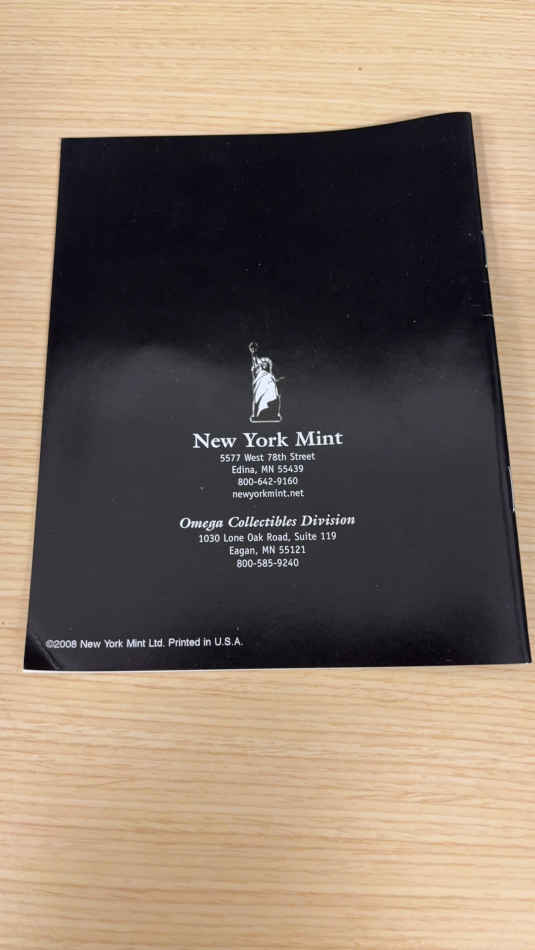 New York Mint
5577 West 78th Street
Edina, MN 55439
800-642-9160
newyorkmint.net
Omega Collectibles Division
1030 Lone Oak Road, Suite 119
Eagan, MN 55121
800-585-9240
©2008 New York Mint Ltd. Printed in U.S.A.